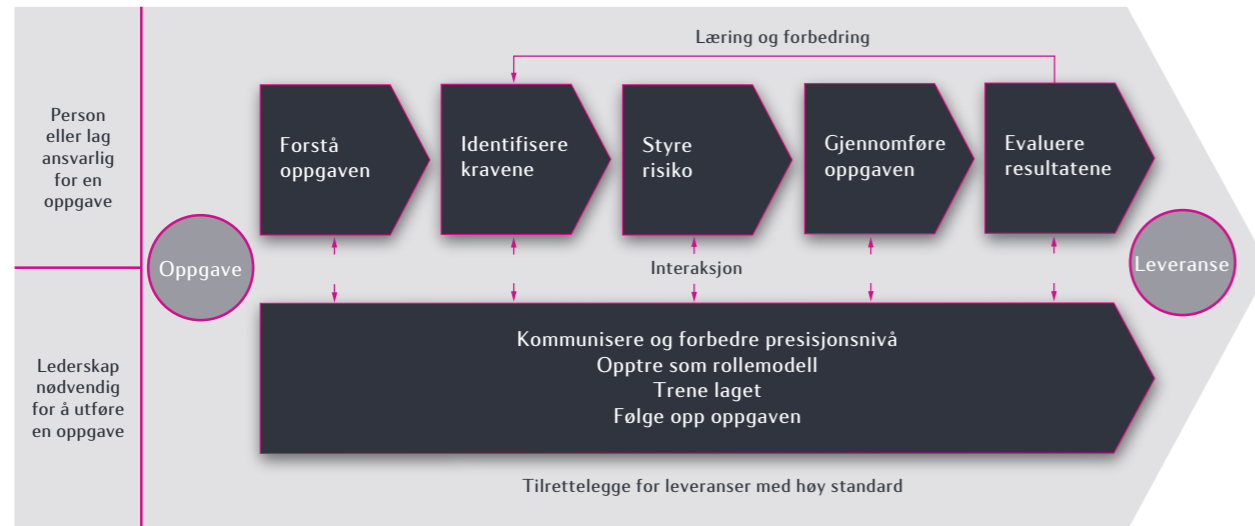 Læring og forbedring
Person
eller lag
ansvarlig
for en
oppgave
Forstå
oppgaven
Identifisere
kravene
Styre
risiko
Gjennomføre
oppgaven
Evaluere
resultatene
Oppgave
Interaksjon
Leveranse
Lederskap
nødvendig
for å utføre
en oppgave
Kommunisere og forbedre presisjonsnivå
Opptre som rollemodell
Trene laget
Følge opp oppgaven
Tilrettelegge for leveranser med høy standard